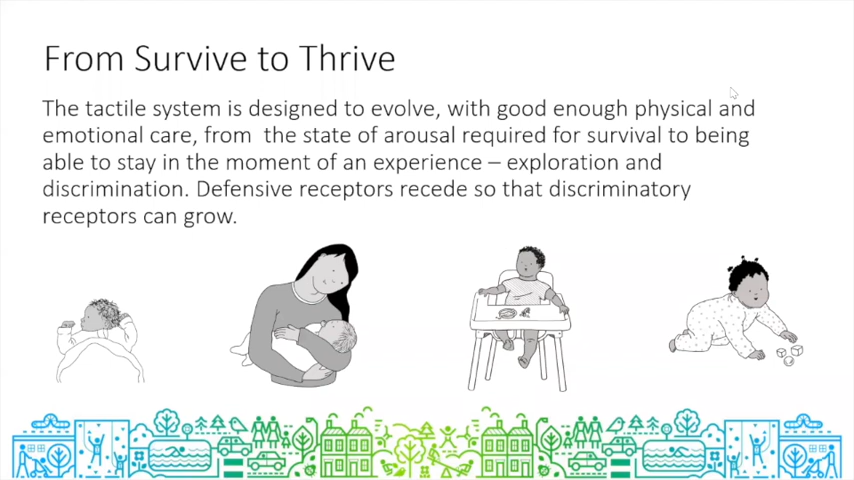 From Survive to Thrive
The tactile system is designed to evolve, with good enough physical and
emotional care, from  the state of arousal required for survival to being
able to stay in the moment of an experience – exploration and
discrimination. Defensive receptors recede so that discriminatory
receptors can grow.